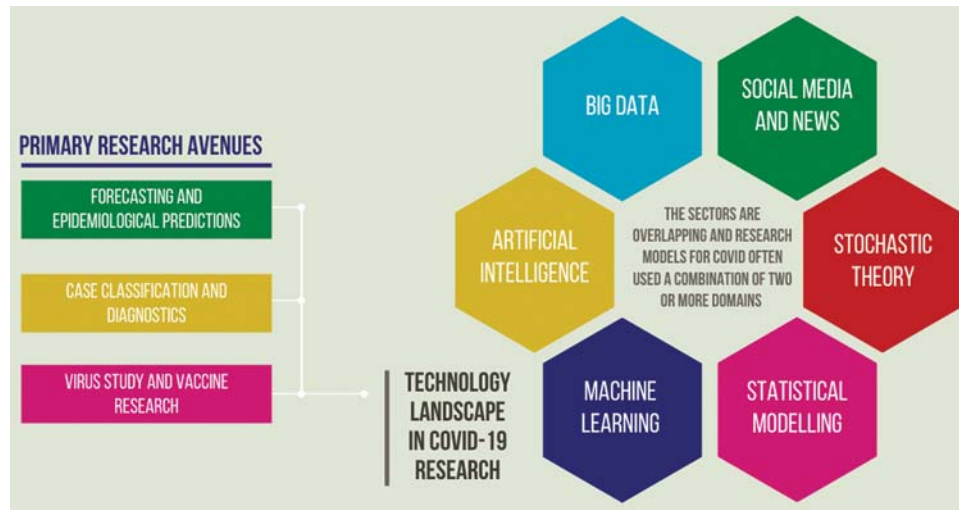 PRIMARY RESEARCH AVENUES
FORECASTING AND
EPIDEMIOLOGICAL PREDICTIONS
CASE CLASSIFICATION AND
DIAGNOSTICS
VIRUS STUDY AND VACCINE
RESEARCH
TECHNOLOGY
LANDSCAPE
IN COVID-19
RESEARCH
BIG DATA
SOCIAL MEDIA
AND NEWS
ARTIFICIAL
INTELLIGENCE
THE SECTORS ARE
OVERLAPPING AND RESEARCH
MODELS FOR COVID OFTEN
USED A COMBINATION OF TWO
OR MORE DOMAINS
STOCHASTIC
THEORY
MACHINE
LEARNING
STATISTICAL
MODELLING